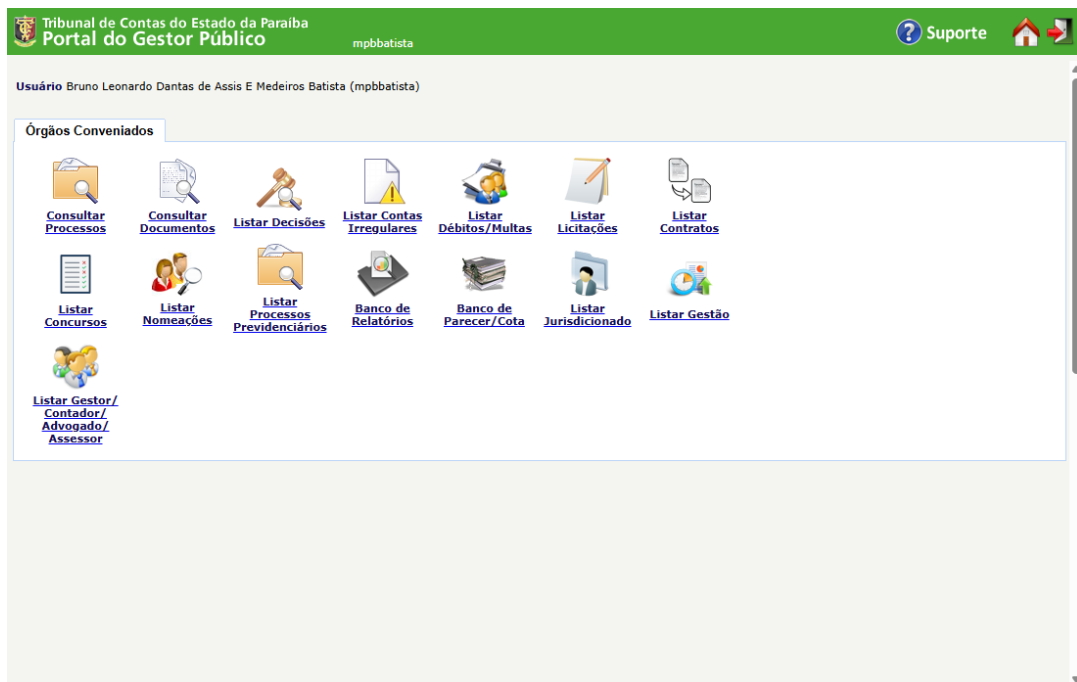 Tribunal de Contas do Estado da Paraíba
Portal do Gestor Público
mpbbatista
Suporte
Usuário Bruno Leonardo Dantas de Assis E Medeiros Batista (mpbbatista)
Órgãos Conveniados
Consultar
Processos
Consultar
Documentos
Listar Decisões
Listar Contas
Irregulares
Listar
Débitos/Multas
Listar
Licitações
Listar
Contratos
Listar
Concursos
Listar
Nomeações
Listar
Processos
Previdenciários
Banco de
Relatórios
Banco de
Parecer/Cota
Listar
Jurisdicionado
Listar Gestão
Listar Gestor/
Contador/
Advogado/
Assessor